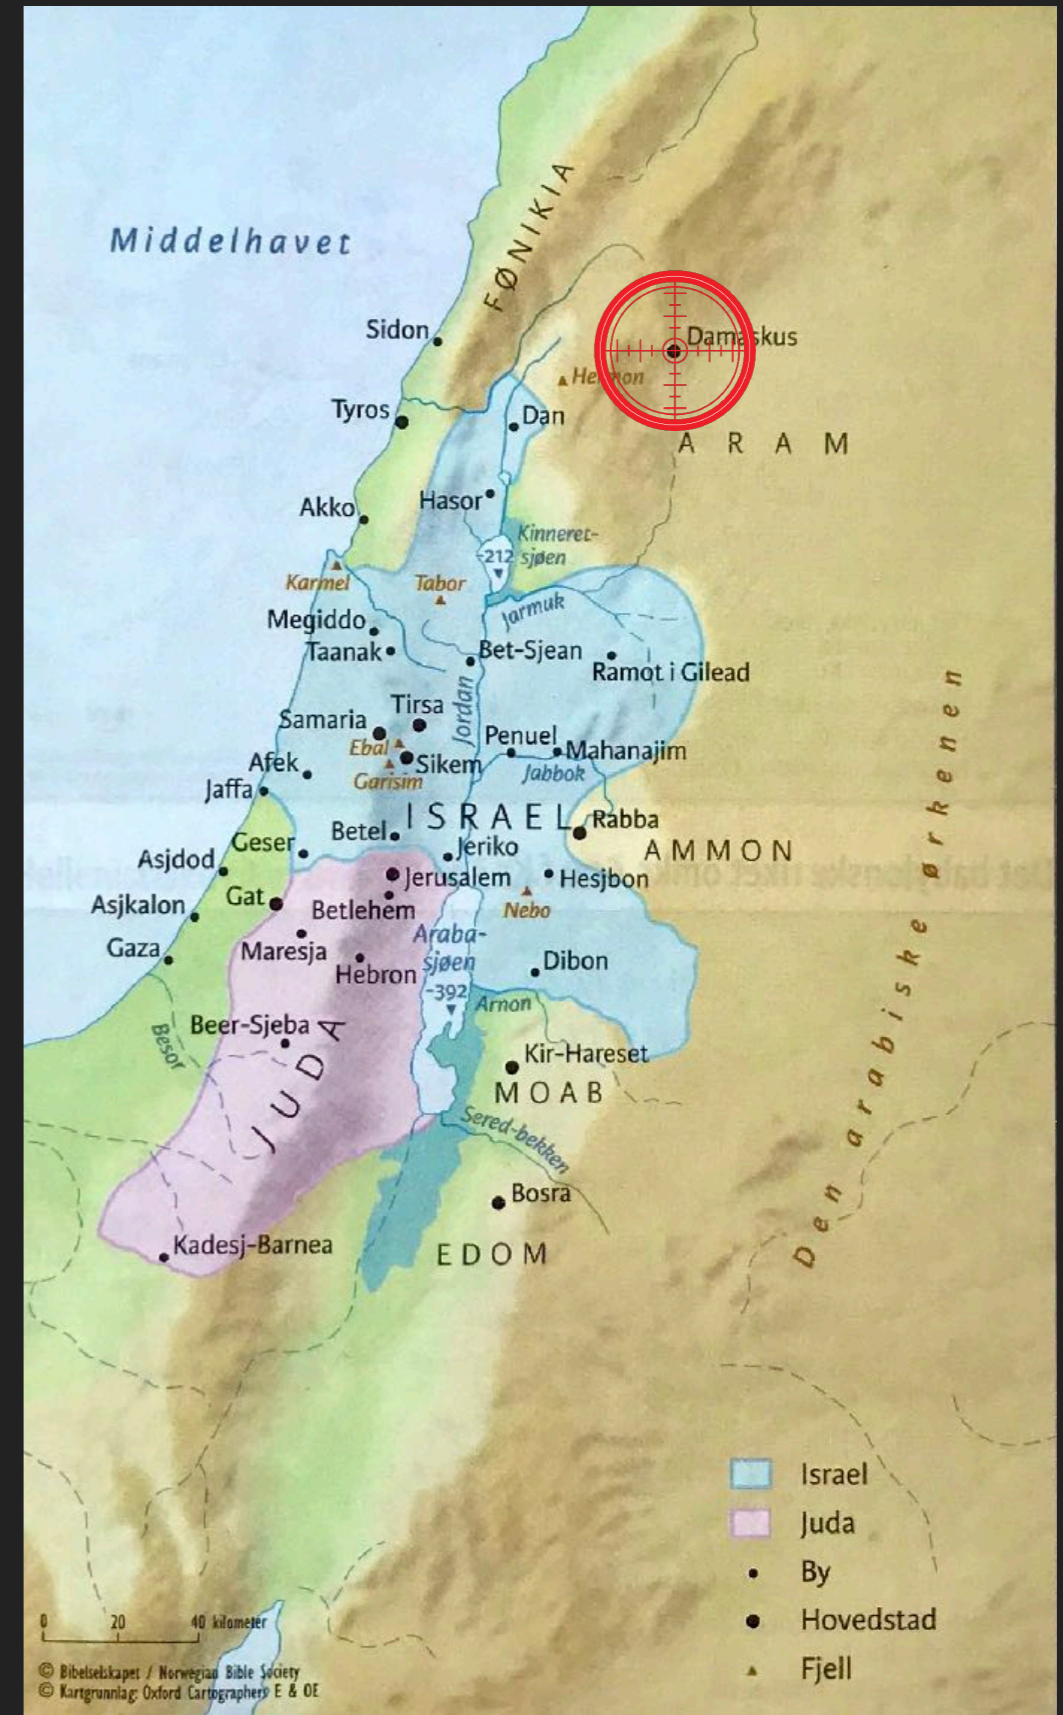 FØNIKIA
Middelhavet
Sidon
Damaskus
Hermon
Tyros
Dan
ARAM
Hasor
Akko
Kinneret-
sjøen
-212
Karmel
Tabor
Jarmuk
Megiddo
Taanak
Bet-Sjean
Ramot i Gilead
Jordan
Tirsa
Samaria
Ebal
Penuel
Mahanajim
Afek
Sikem
Jabbok
Garisim
Jaffa
ISRAEL
Rabba
Betel
Geser
Jeriko
AMMON
Asjdod
Jerusalem
Hesjbon
Gat
Asjkalon
Betlehem
Nebo
Araba-
sjøen
Gaza
Maresja
Hebron
Dibon
-392
Arnon
Beer-Sjeba
Besor
JUDA
Kir-Hareset
MOAB
Sered-bekken
Bosra
Kadesj-Barnea
EDOM
Den arabiske ørkenen
Israel
Juda
By
Hovedstad
Fjell
0 20 40 kilometer
© Bibelselskapet / Norwegian Bible Society
© Kartgrunnlag: Oxford Cartographers E & OE